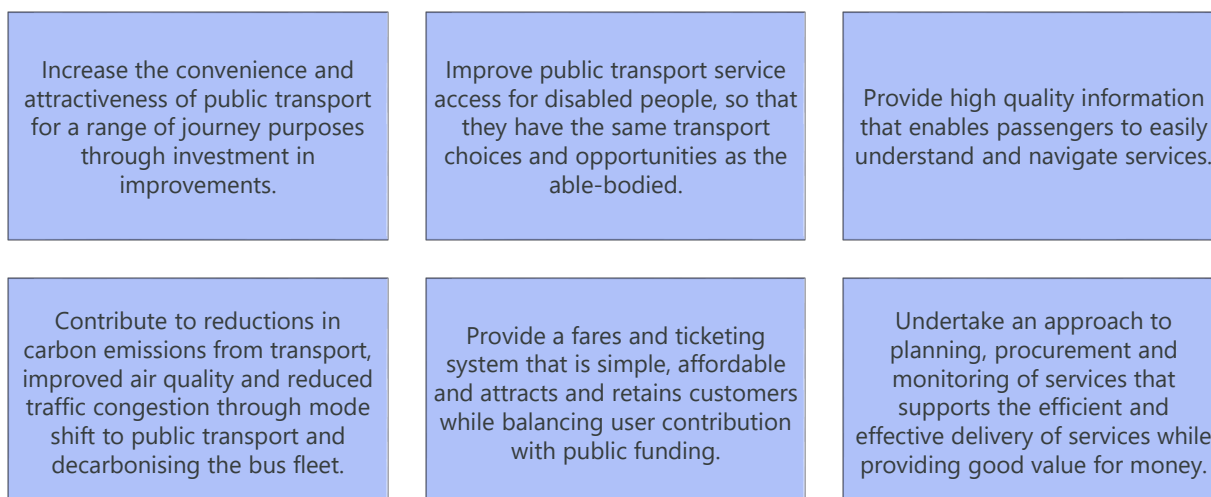 Increase the convenience and
attractiveness of public transport
for a range of journey purposes
through investment in
improvements.
Improve public transport service
access for disabled people, so that
they have the same transport
choices and opportunities as the
able-bodied.
Provide high quality information
that enables passengers to easily
understand and navigate services.
Contribute to reductions in
carbon emissions from transport,
improved air quality and reduced
traffic congestion through mode
shift to public transport and
decarbonising the bus fleet.
Provide a fares and ticketing
system that is simple, affordable
and attracts and retains customers
while balancing user contribution
with public funding.
Undertake an approach to
planning, procurement and
monitoring of services that
supports the efficient and
effective delivery of services while
providing good value for money.